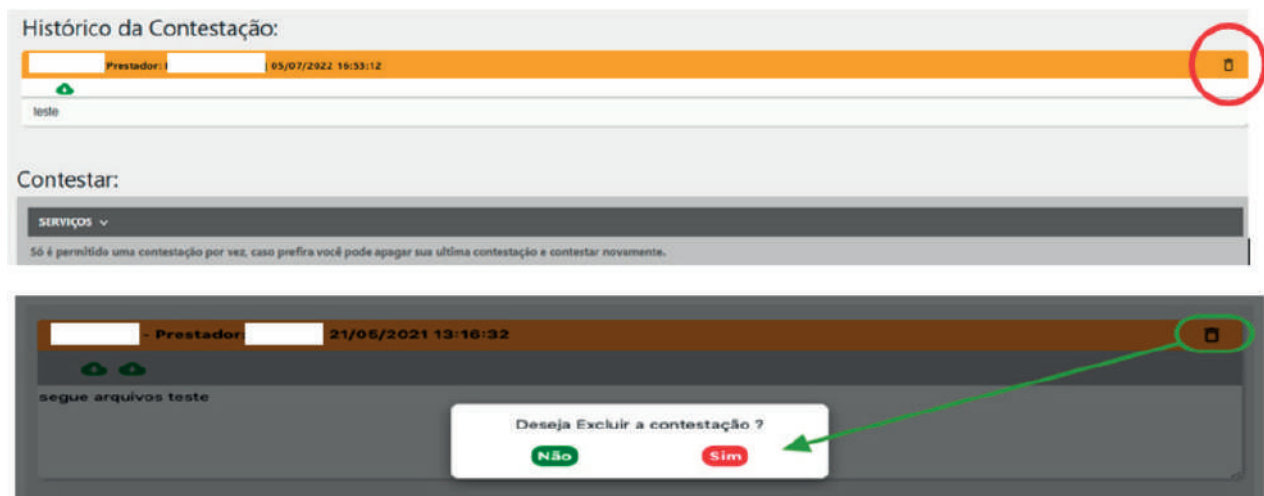 Histórico da Contestação:
Prestador: | 05/07/2022 16:53:12
teste
Contestar:
SERVIÇOS
Só é permitido uma contestação por vez, caso prefira você pode apagar sua ultima contestação e contestar novamente.
- Prestador: 21/05/2021 13:16:32
segue arquivos teste
Deseja Excluir a contestação ?
Não Sim